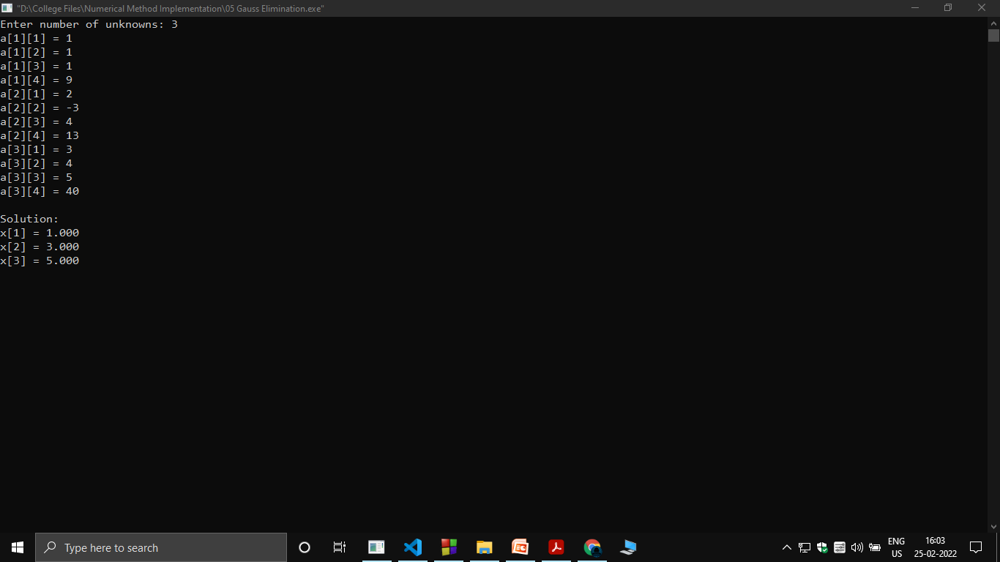 "D:\College Files\Numerical Method Implementation\05 Gauss Elimination.exe"
Enter number of unknowns: 3
a[1][1] = 1
a[1][2] = 1
a[1][3] = 1
a[1][4] = 9
a[2][1] = 2
a[2][2] = -3
a[2][3] = 4
a[2][4] = 13
a[3][1] = 3
a[3][2] = 4
a[3][3] = 5
a[3][4] = 40
Solution:
x[1] = 1.000
x[2] = 3.000
x[3] = 5.000
Type here to search
ENG
US
16:03
25-02-2022